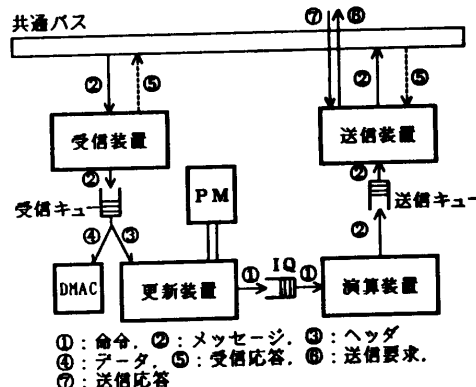 共通バス
⑦ ⑥
② ⑤ ② ⑤
受信装置
送信装置
② ②
受信キュー
PM
送信キュー
④ ③ ②
① IQ ①
DMAC
更新装置
演算装置
①：命令，②：メッセージ，③：ヘッダ
④：データ，⑤：受信応答，⑥：送信要求，
⑦：送信応答